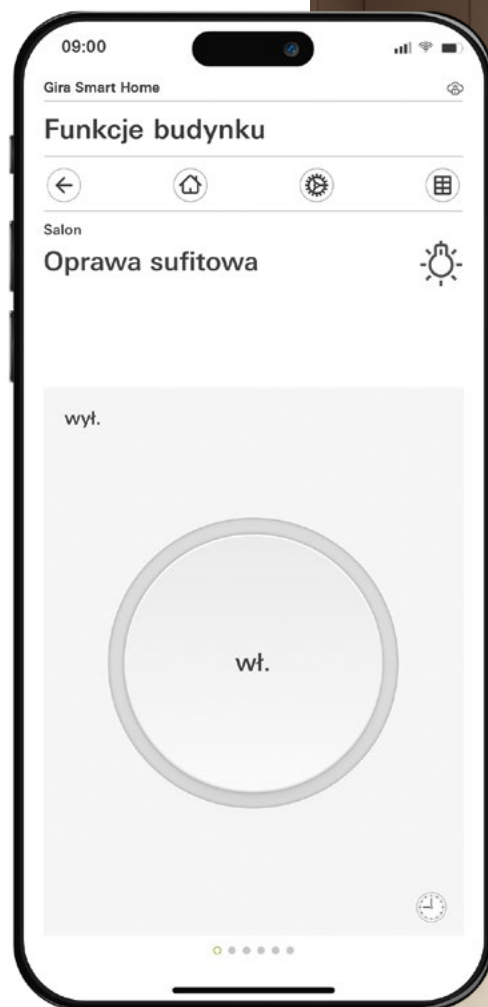 09:00
Gira Smart Home
Funkcje budynku
Salon
Oprawa sufitowa
wył.
wł.